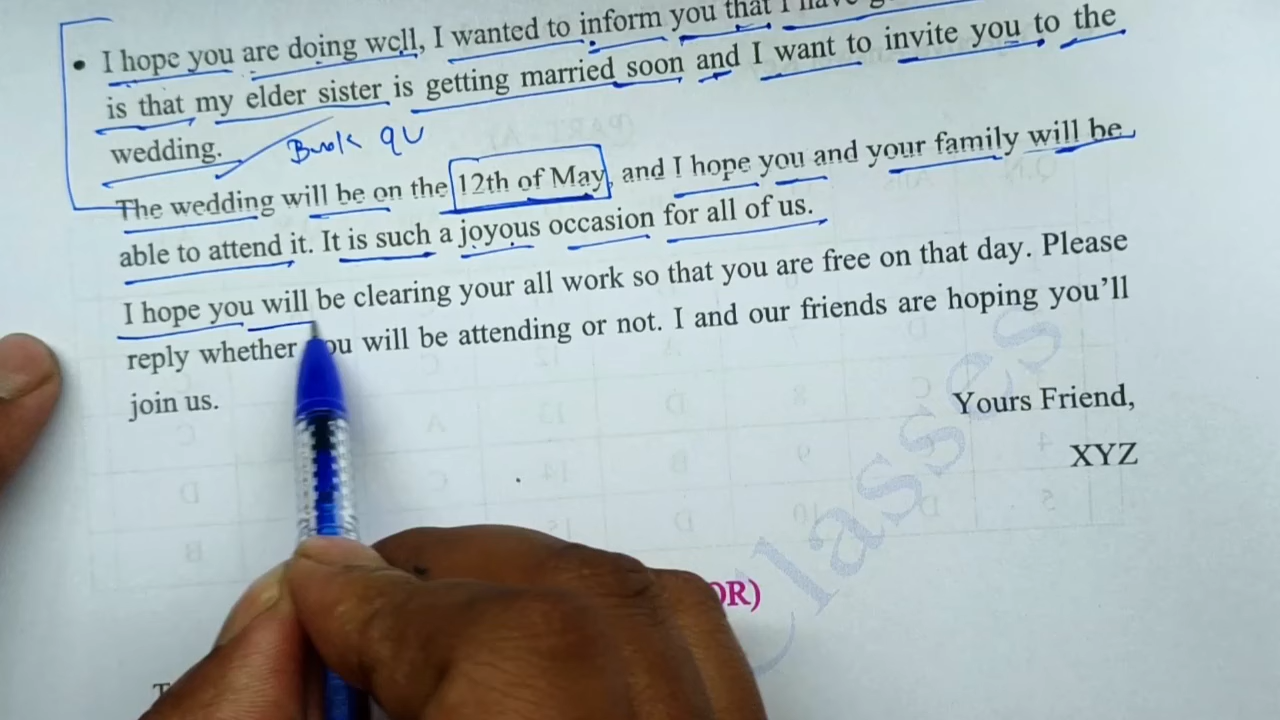 • I hope you are doing well, I wanted to inform you that I have
is that my elder sister is getting married soon and I want to invite you to the
wedding. Book
The wedding will be on the 12th of May, and I hope you and your family will be
able to attend it. It is such a joyous occasion for all of us.
I hope you will be clearing your all work so that you are free on that day. Please
reply whether you will be attending or not. I and our friends are hoping you’ll
join us.
Yours Friend,
XYZ
OR)
Classes